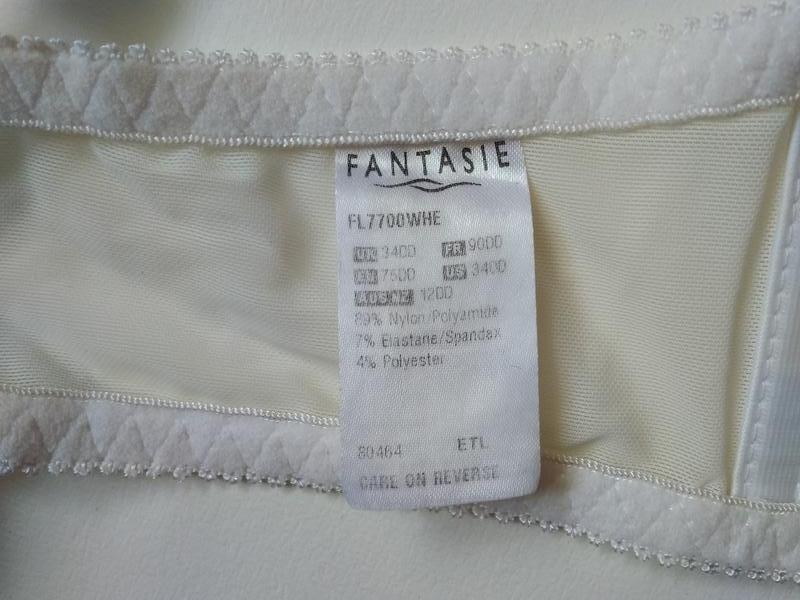 FANTASIE
FL7700WHE
UK 34DD FR 90DD
EU 75DD US 34DD
AUS NZ 12DD
89% Nylon/Polyamide
7% Elastane/Spandex
4% Polyester
80464 ETL
CARE ON REVERSE